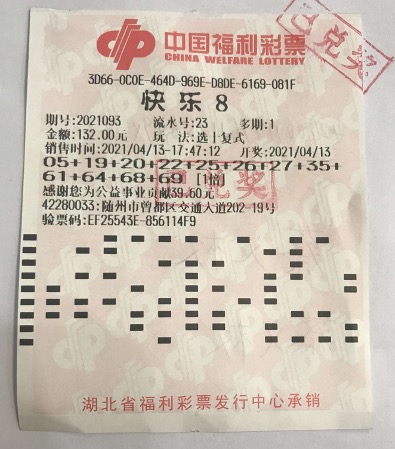 中国福利彩票
CHINA WELFARE LOTTERY
已兑奖
3D66-0C0E-464D-969E-D8DE-6169-081F
快乐8
期号:2021093 流水号:23 多期:1
金额:132.00元 玩 法:选十复式
销售时间:2021/04/13-17:47:12 开奖:2021/04/13
05+19+20+22+25+26+27+35+
61+64+68+69 [1倍]
已兑奖
感谢您为公益事业贡献39.60元
42280033:随州市曾都区交通大道202-19号
验票码:EF25543E-856114F9
湖北省福利彩票发行中心承销